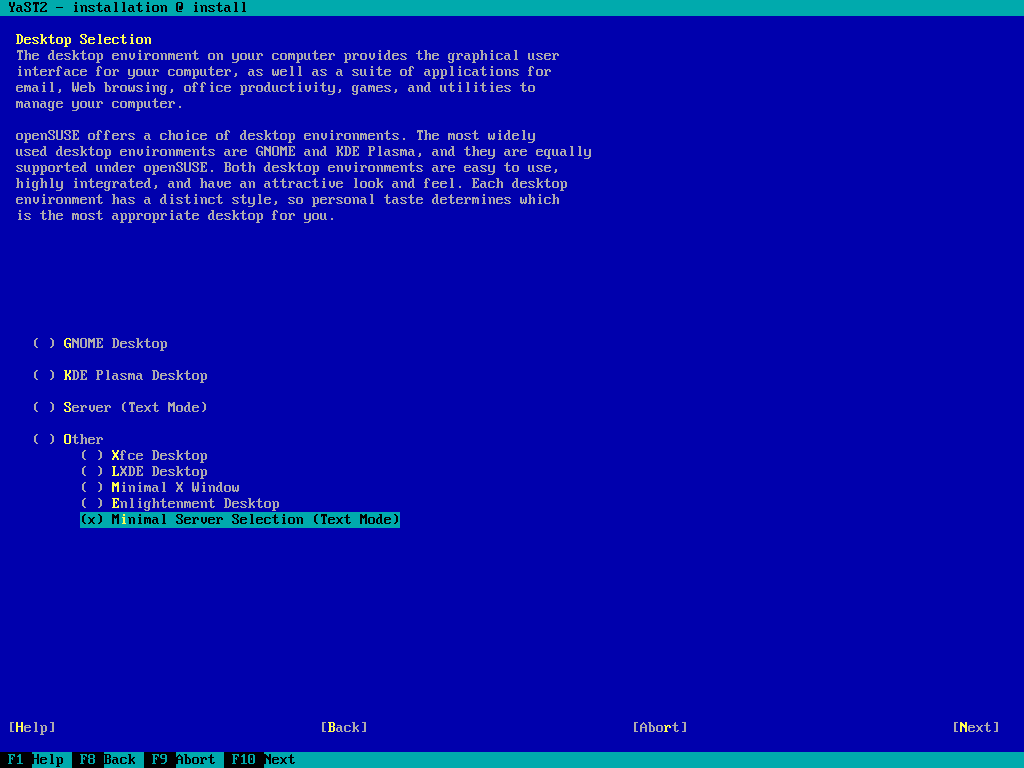 YaST2 - installation @ install
Desktop Selection
The desktop environment on your computer provides the graphical user
interface for your computer, as well as a suite of applications for
email, Web browsing, office productivity, games, and utilities to
manage your computer.
openSUSE offers a choice of desktop environments. The most widely
used desktop environments are GNOME and KDE Plasma, and they are equally
supported under openSUSE. Both desktop environments are easy to use,
highly integrated, and have an attractive look and feel. Each desktop
environment has a distinct style, so personal taste determines which
is the most appropriate desktop for you.
( ) GNOME Desktop
( ) KDE Plasma Desktop
( ) Server (Text Mode)
( ) Other
( ) Xfce Desktop
( ) LXDE Desktop
( ) Minimal X Window
( ) Enlightenment Desktop
(x) Minimal Server Selection (Text Mode)
[Help] [Back] [Abort] [Next]
F1 Help F8 Back F9 Abort F10 Next